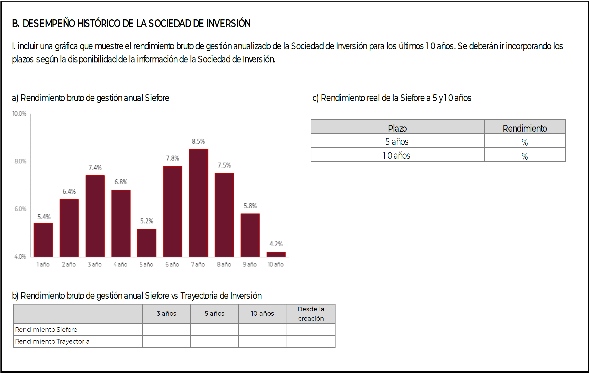 B. DESEMPEÑO HISTÓRICO DE LA SOCIEDAD DE INVERSIÓN
I. incluir una gráfica que muestre el rendimiento bruto de gestión anualizado de la Sociedad de Inversión para los últimos 10 años. Se deberán ir incorporando los
plazos según la disponibilidad de la información de la Sociedad de Inversión.
a) Rendimiento bruto de gestión anual Siefore
10.0%
8.0%
6.0%
4.0%
5.4%
6.4%
7.4%
6.8%
5.2%
7.8%
8.5%
7.5%
5.8%
4.2%
1 año
2 año
3 año
4 año
5 año
6 año
7 año
8 año
9 año
10 año
c) Rendimiento real de la Siefore a 5 y 10 años
Plazo Rendimiento
5 años %
10 años %
b) Rendimiento bruto de gestión anual Siefore vs Trayectoria de Inversión
3 años 5 años 10 años Desde la
creación
Rendimiento Siefore
Rendimiento Trayectoria